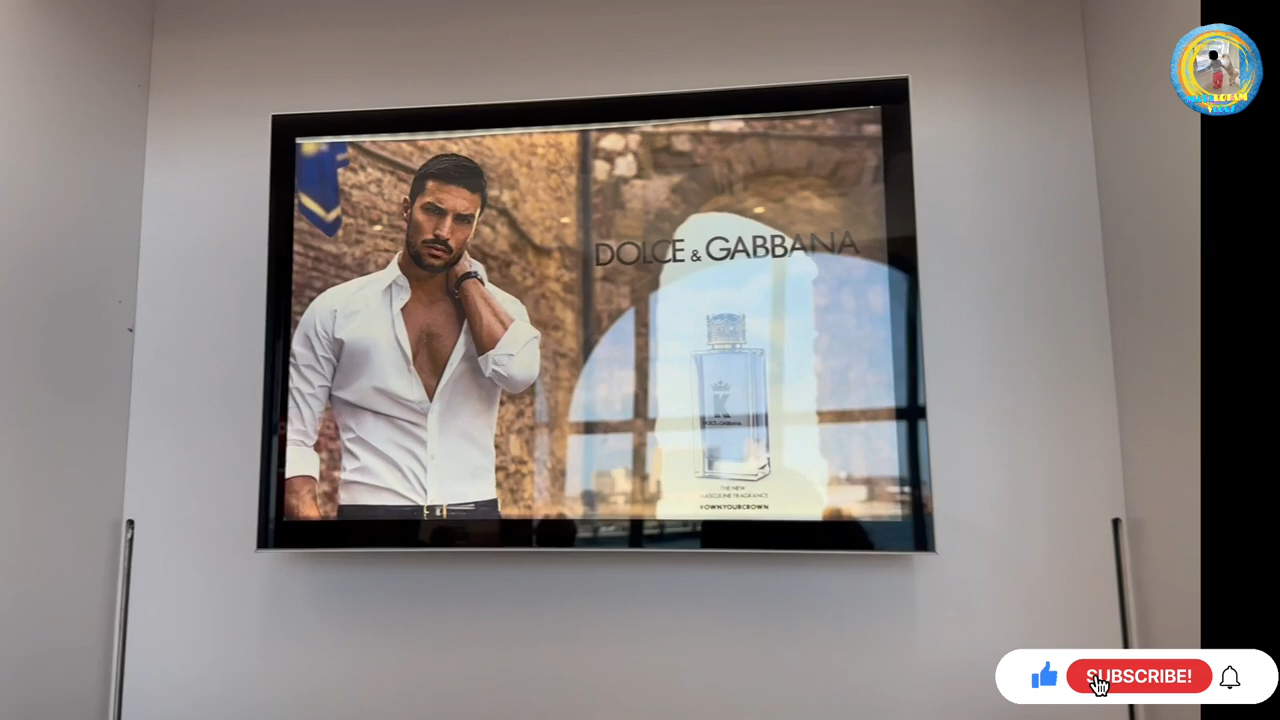 DOLCE & GABBANA
K
DOLCE & GABBANA
THE NEW
MASCULINE FRAGRANCE
#OWNYOURCROWN
SUBSCRIBE!